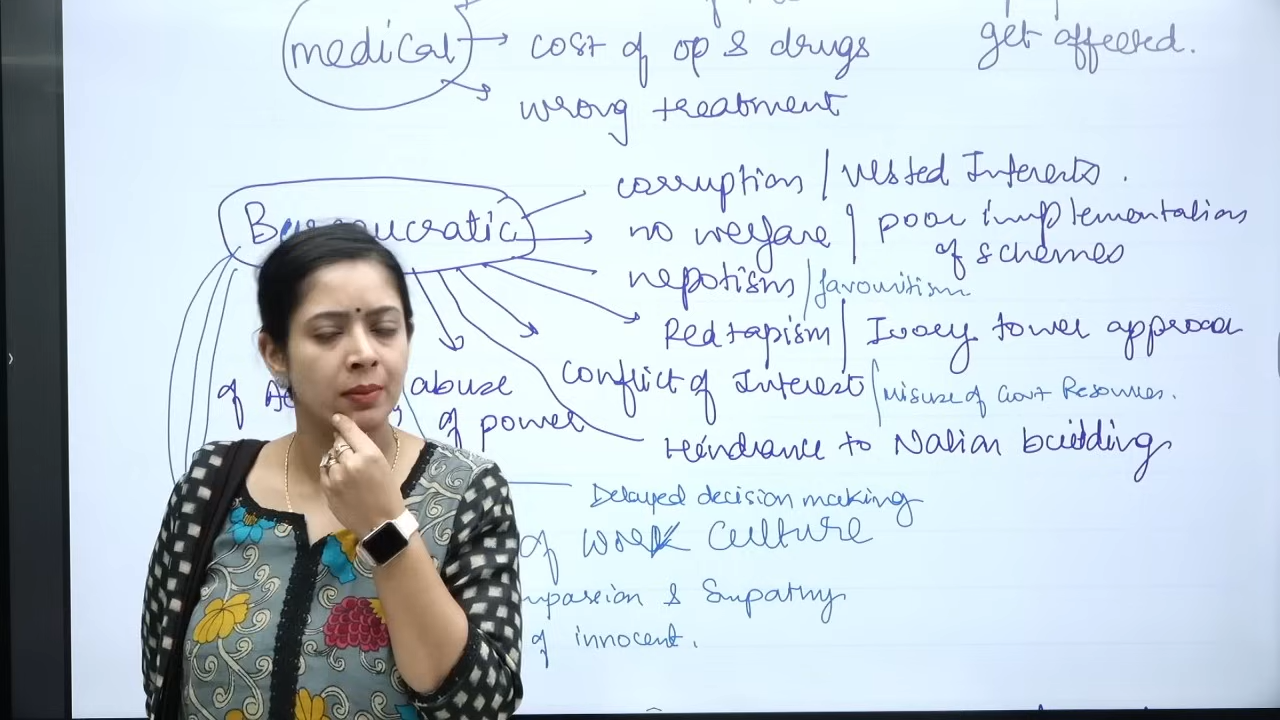 medical → cost of op & drugs
get affected.
wrong treatment
Bureaucratic
corruption / vested Interests.
no welfare / poor implementation
of schemes
nepotism / favouritism
Redtapism / Ivory tower approach
conflict of Interest / Misuse of Govt Resources.
of abuse
of power
Hindrance to Nation building
Delayed decision making
of work culture
mpassion & Empathy
of innocent.